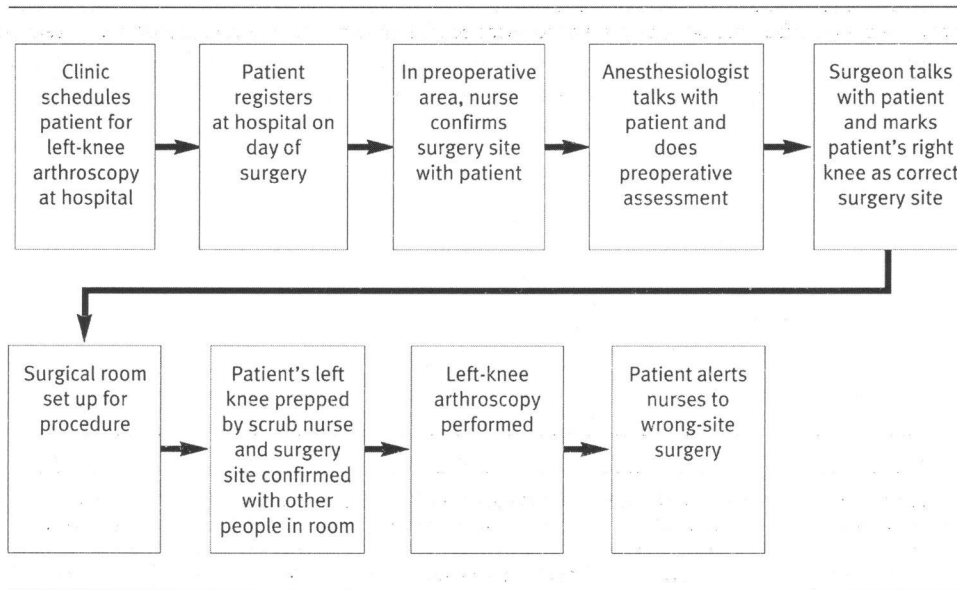 Clinic
schedules
patient for
left-knee
arthroscopy
at hospital
Patient
registers
at hospital on
day of
surgery
In preoperative
area, nurse
confirms
surgery site
with patient
Anesthesiologist
talks with
patient and
does
preoperative
assessment
Surgeon talks
with patient
and marks
patient's right
knee as correct
surgery site
Surgical room
set up for
procedure
Patient's left
knee prepped
by scrub nurse
and surgery
site confirmed
with other
people in room
Left-knee
arthroscopy
performed
Patient alerts
nurses to
wrong-site
surgery